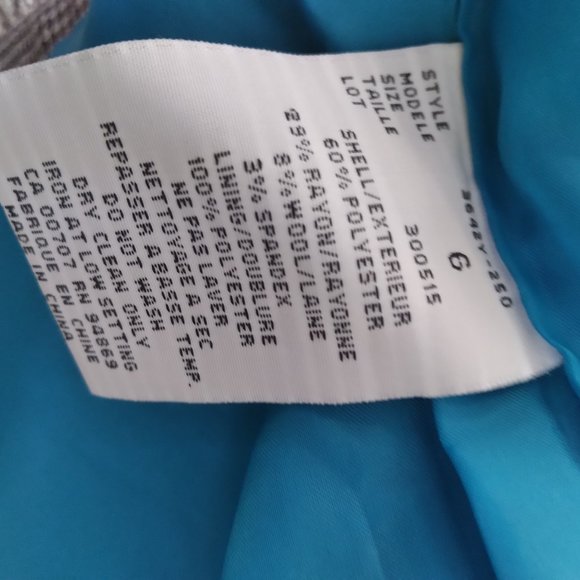 STYLE
MODELE 3642Y-250
SIZE
TAILLE 6
LOT 300515
SHELL/EXTERIEUR
60% POLYESTER
29% RAYON/RAYONNE
8% WOOL/LAINE
3% SPANDEX
LINING/DOUBLURE
100% POLYESTER
NE PAS LAVER
NETTOYAGE A SEC
REPASSER A BASSE TEMP.
DO NOT WASH
DRY CLEAN ONLY
IRON AT LOW SETTING
CA 00707 RN 94869
FABRIQUE EN CHINE
MADE IN CHINA